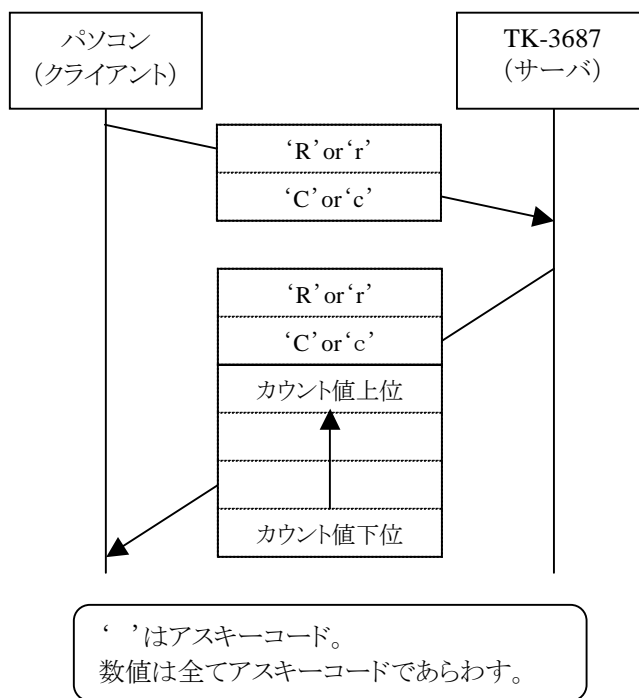 パソコン
（クライアント）
TK-3687
（サーバ）
‘R’or‘r’
‘C’or‘c’
‘R’or‘r’
‘C’or‘c’
カウント値上位
カウント値下位
‘　’はアスキーコード。
数値は全てアスキーコードであらわす。